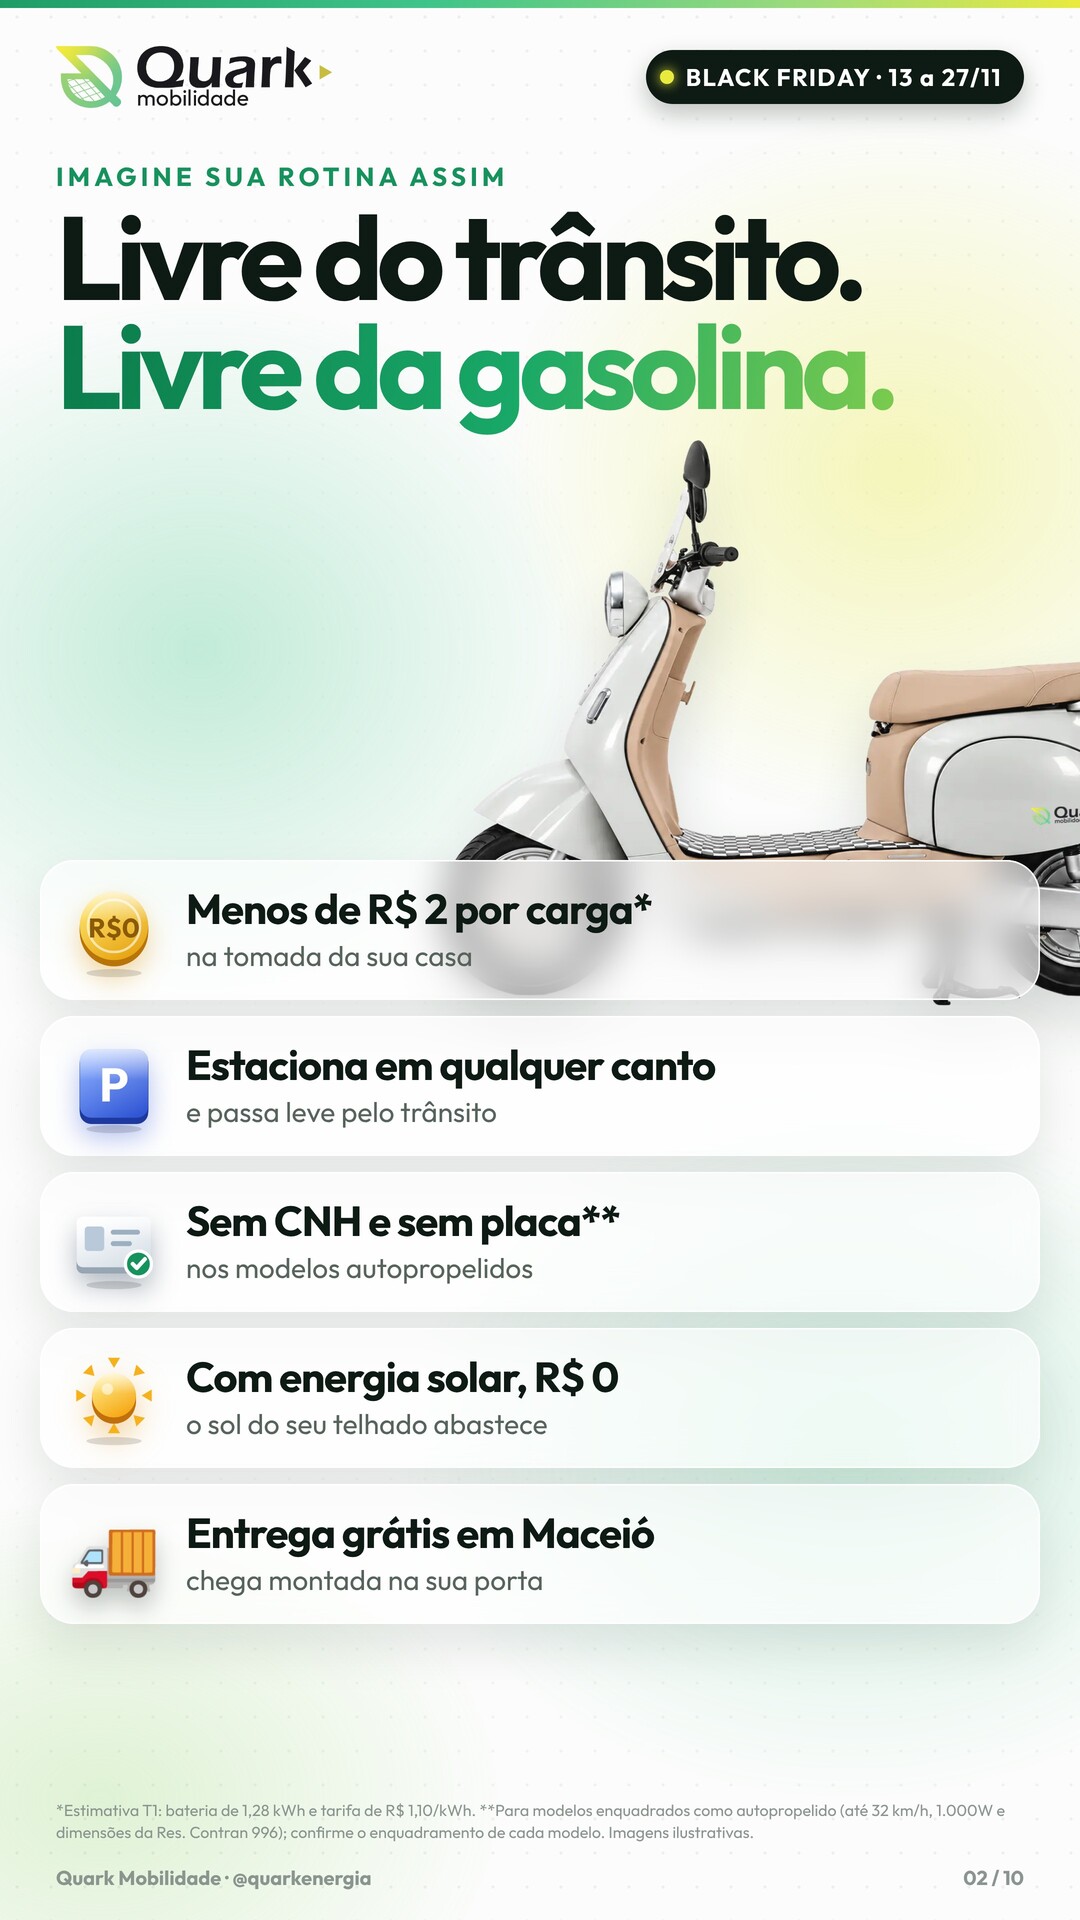 Quark
mobilidade
BLACK FRIDAY · 13 a 27/11
IMAGINE SUA ROTINA ASSIM
Livre do trânsito.
Livre da gasolina.
R$0
Menos de R$ 2 por carga*
na tomada da sua casa
P
Estaciona em qualquer canto
e passa leve pelo trânsito
Sem CNH e sem placa**
nos modelos autopropelidos
Com energia solar, R$ 0
o sol do seu telhado abastece
Entrega grátis em Maceió
chega montada na sua porta
*Estimativa T1: bateria de 1,28 kWh e tarifa de R$ 1,10/kWh. **Para modelos enquadrados como autopropelido (até 32 km/h, 1.000W e
dimensões da Res. Contran 996); confirme o enquadramento de cada modelo. Imagens ilustrativas.
Quark Mobilidade · @quarkenergia
02 / 10